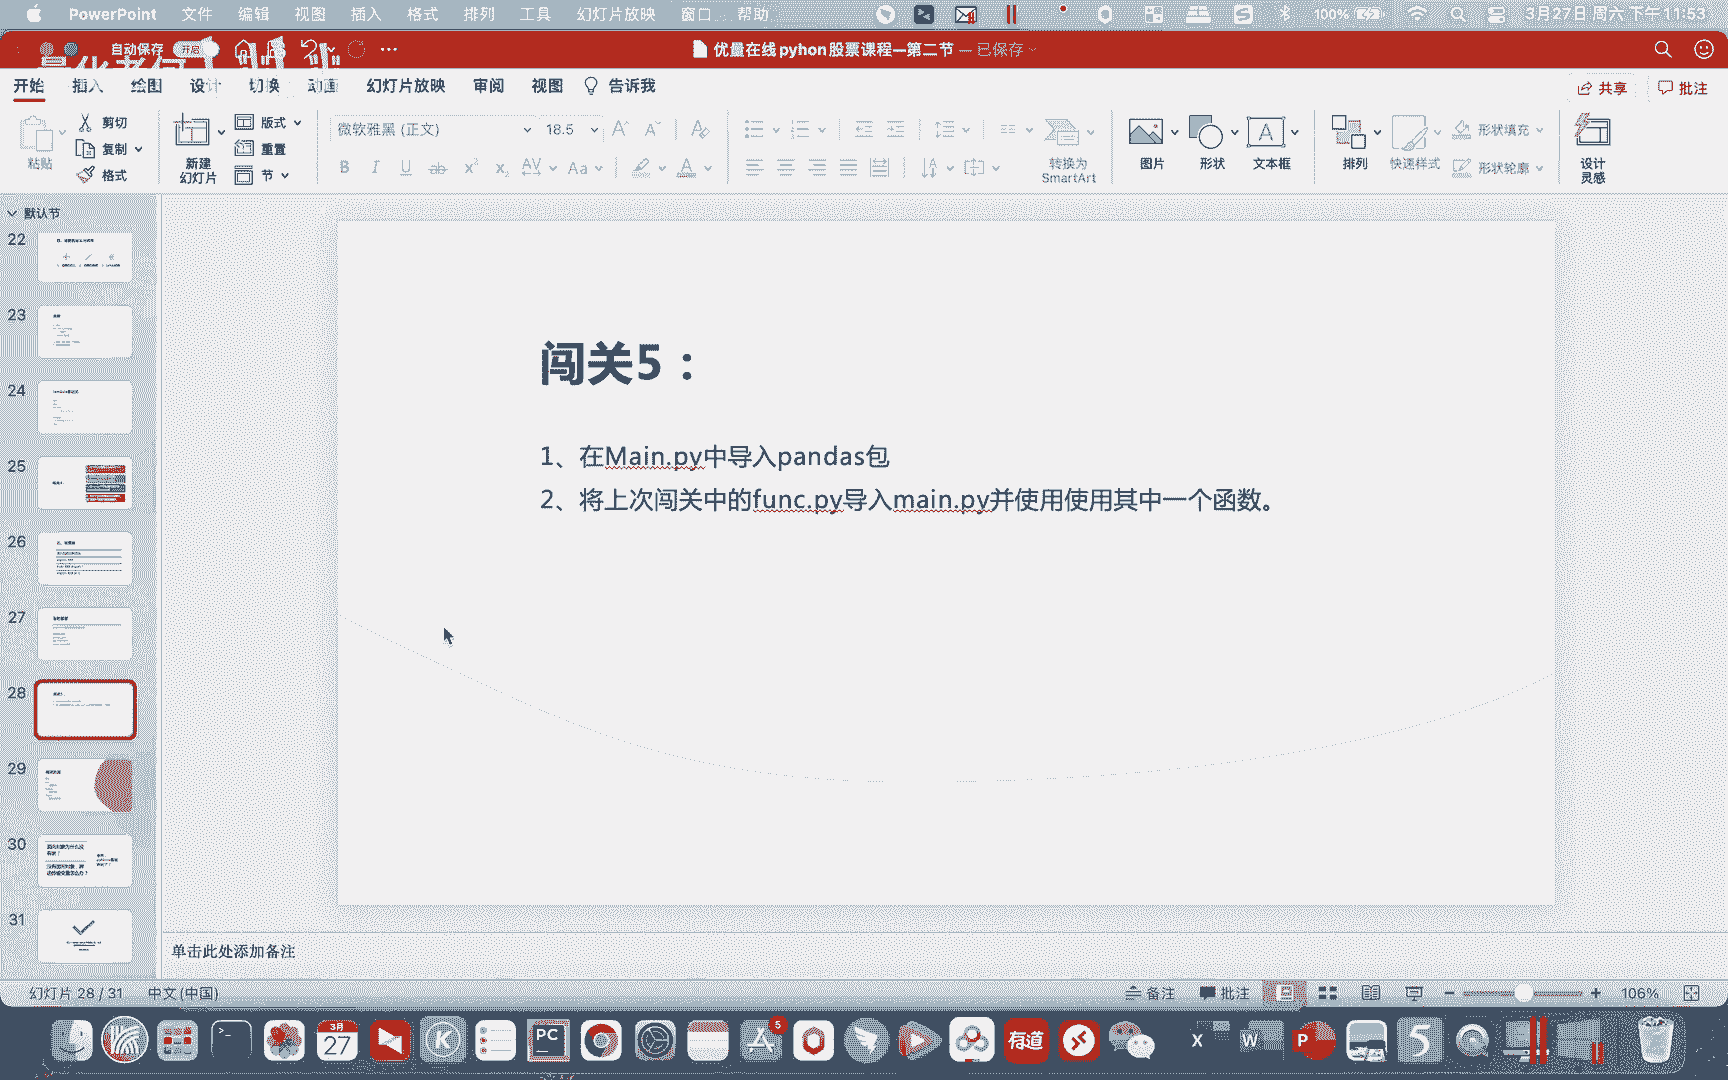 PowerPoint 文件 编辑 视图 插入 格式 排列 工具 幻灯片放映 窗口 帮助 100% 3月27日 周六 下午11:53
自动保存 开启 优量在线pyhon股票课程—第二节 — 已保存
开始 插入 绘图 设计 切换 动画 幻灯片放映 审阅 视图 告诉我 共享 批注
粘贴 剪切 复制 格式
新建
幻灯片
版式
重置
节
微软雅黑 (正文) 18.5
B I U ab x² x₂ AV Aa A
转换为
SmartArt
图片 形状 文本框 排列 快速样式 形状填充
形状轮廓
设计
灵感
默认节
22
23
24
25
26
27
28
29
30
31
闯关5：
1、在Main.py中导入pandas包
2、将上次闯关中的func.py导入main.py并使用使用其中一个函数。
单击此处添加备注
幻灯片 28 / 31 中文 (中国) 备注 批注 106%
3月
27
PC
5
有道
X
W
P
5